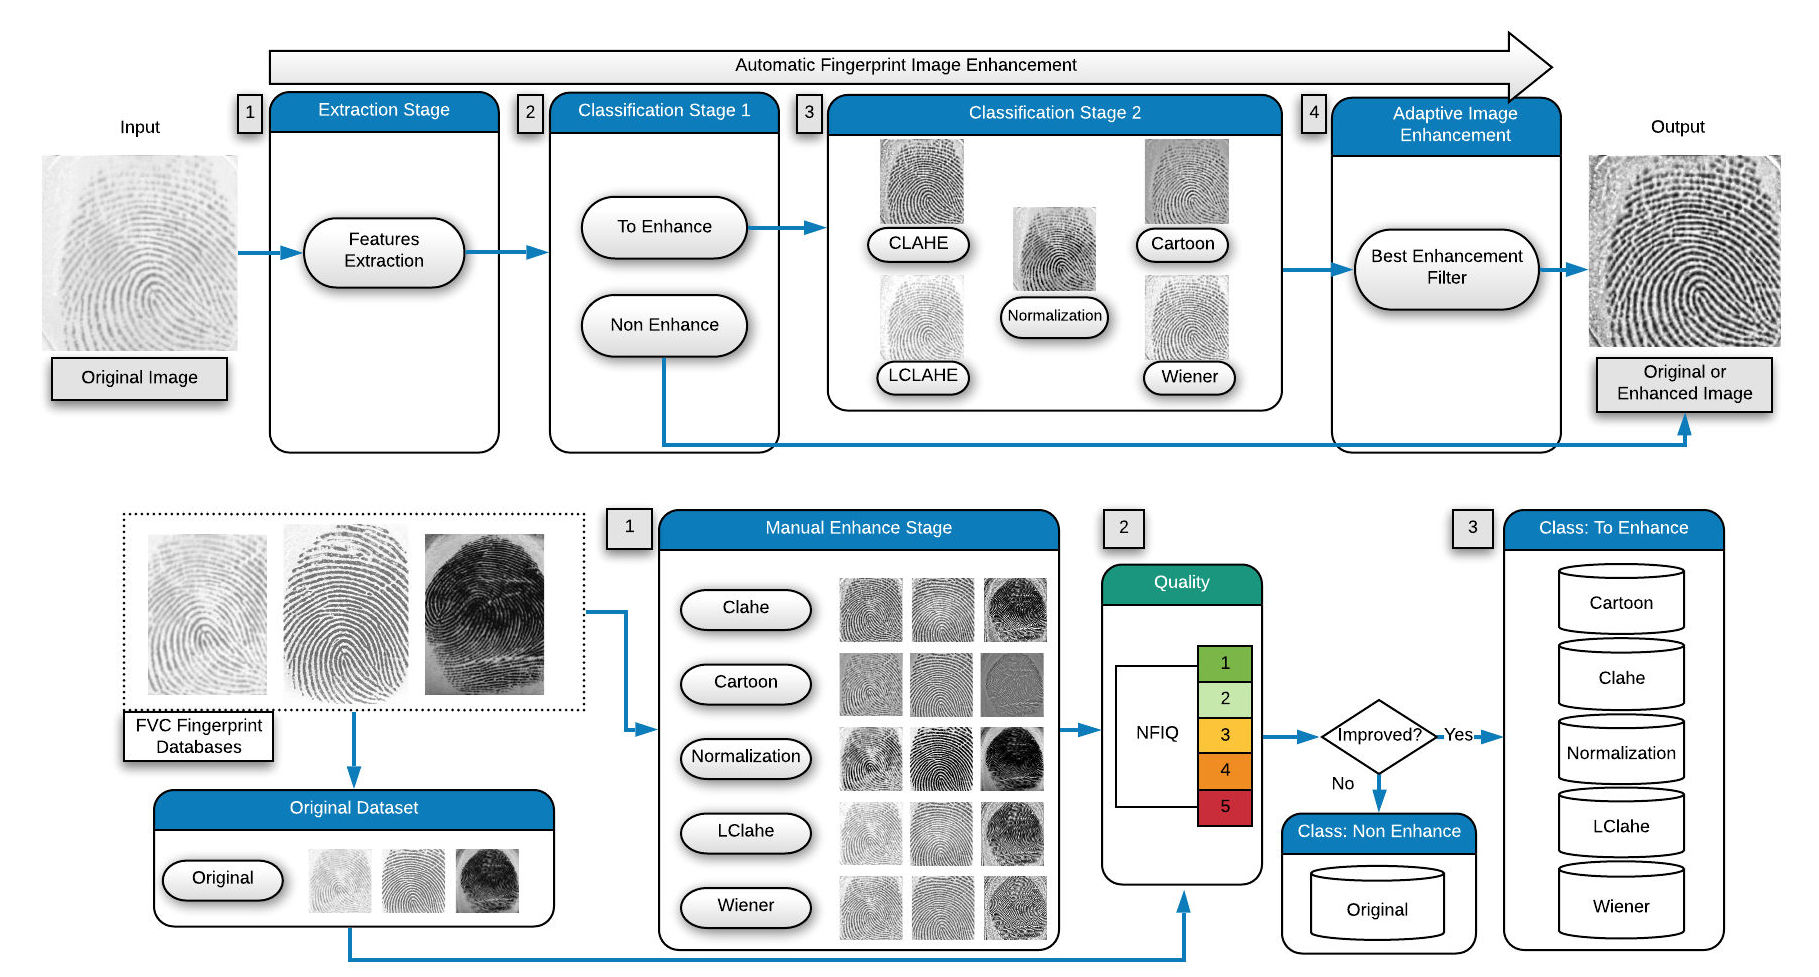 Automatic Fingerprint Image Enhancement
Input
1
Extraction Stage
2
Classification Stage 1
3
Classification Stage 2
4
Adaptive Image
Enhancement
Output
Features
Extraction
To Enhance
Non Enhance
CLAHE
Cartoon
Normalization
LCLAHE
Wiener
Best Enhancement
Filter
Original Image
Original or
Enhanced Image
FVC Fingerprint
Databases
Original Dataset
Original
1
Manual Enhance Stage
Clahe
Cartoon
Normalization
LClahe
Wiener
2
Quality
NFIQ
1
2
3
4
5
Improved?
Yes
No
Class: Non Enhance
Original
3
Class: To Enhance
Cartoon
Clahe
Normalization
LClahe
Wiener